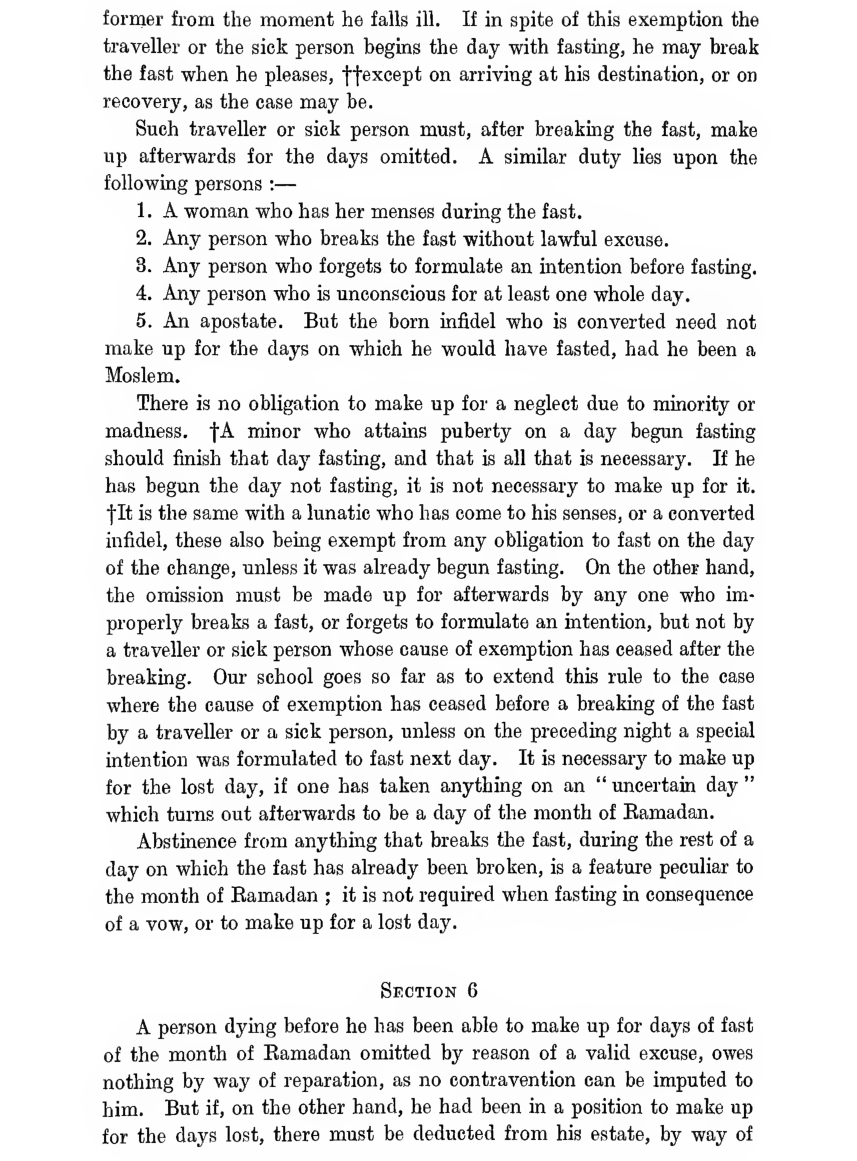 former from the moment he falls ill. If in spite of this exemption the
traveller or the sick person begins the day with fasting, he may break
the fast when he pleases, ††except on arriving at his destination, or on
recovery, as the case may be.
Such traveller or sick person must, after breaking the fast, make
up afterwards for the days omitted. A similar duty lies upon the
following persons :—
1. A woman who has her menses during the fast.
2. Any person who breaks the fast without lawful excuse.
3. Any person who forgets to formulate an intention before fasting.
4. Any person who is unconscious for at least one whole day.
5. An apostate. But the born infidel who is converted need not
make up for the days on which he would have fasted, had he been a
Moslem.
There is no obligation to make up for a neglect due to minority or
madness. †A minor who attains puberty on a day begun fasting
should finish that day fasting, and that is all that is necessary. If he
has begun the day not fasting, it is not necessary to make up for it.
†It is the same with a lunatic who has come to his senses, or a converted
infidel, these also being exempt from any obligation to fast on the day
of the change, unless it was already begun fasting. On the other hand,
the omission must be made up for afterwards by any one who im-
properly breaks a fast, or forgets to formulate an intention, but not by
a traveller or sick person whose cause of exemption has ceased after the
breaking. Our school goes so far as to extend this rule to the case
where the cause of exemption has ceased before a breaking of the fast
by a traveller or a sick person, unless on the preceding night a special
intention was formulated to fast next day. It is necessary to make up
for the lost day, if one has taken anything on an “ uncertain day ”
which turns out afterwards to be a day of the month of Ramadan.
Abstinence from anything that breaks the fast, during the rest of a
day on which the fast has already been broken, is a feature peculiar to
the month of Ramadan ; it is not required when fasting in consequence
of a vow, or to make up for a lost day.
SECTION 6
A person dying before he has been able to make up for days of fast
of the month of Ramadan omitted by reason of a valid excuse, owes
nothing by way of reparation, as no contravention can be imputed to
him. But if, on the other hand, he had been in a position to make up
for the days lost, there must be deducted from his estate, by way of